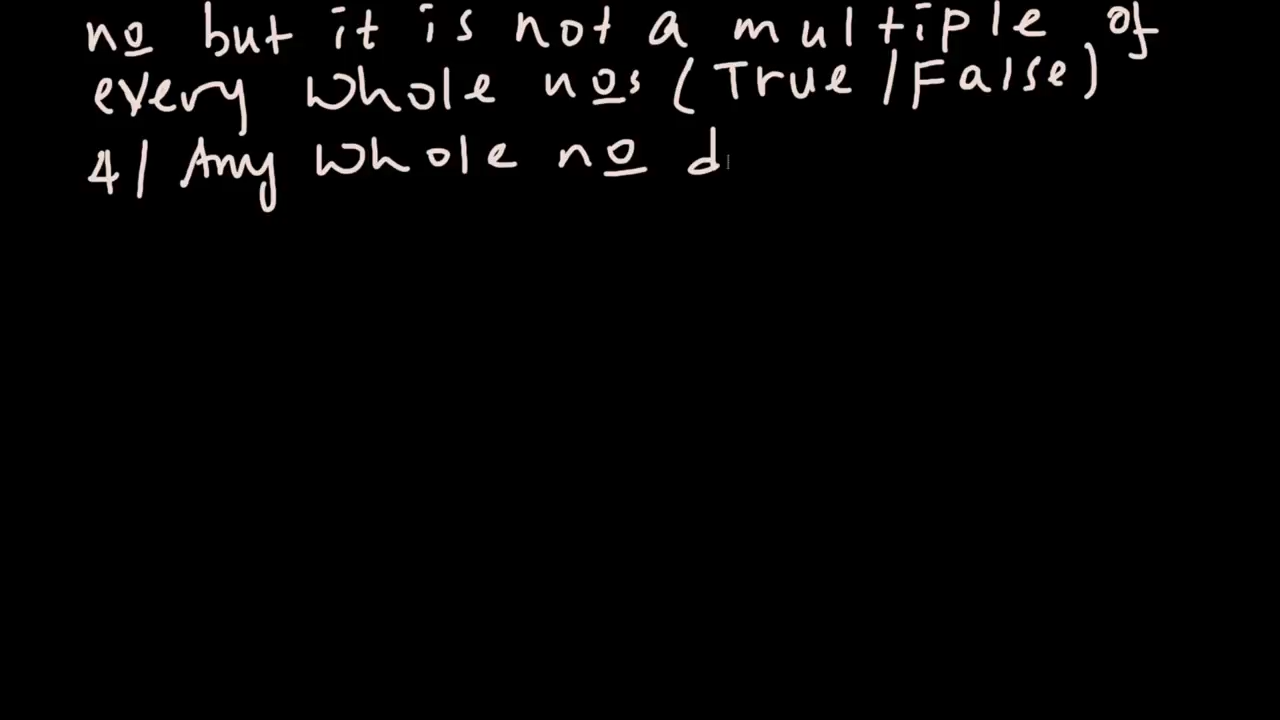 no but it is not a multiple of
every whole nos (True/False)
4/ Any whole no d